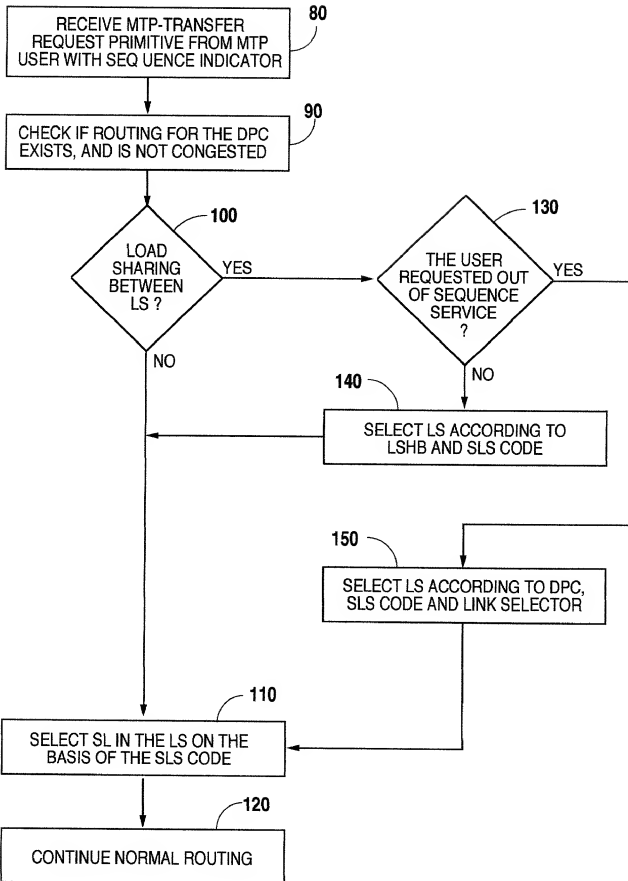 80
RECEIVE MTP-TRANSFER
REQUEST PRIMITIVE FROM MTP
USER WITH SEQ UENCE INDICATOR
90
CHECK IF ROUTING FOR THE DPC
EXISTS, AND IS NOT CONGESTED
100
LOAD
SHARING
BETWEEN
LS ?
YES
NO
130
THE USER
REQUESTED OUT
OF SEQUENCE
SERVICE
?
YES
NO
140
SELECT LS ACCORDING TO
LSHB AND SLS CODE
150
SELECT LS ACCORDING TO DPC,
SLS CODE AND LINK SELECTOR
110
SELECT SL IN THE LS ON THE
BASIS OF THE SLS CODE
120
CONTINUE NORMAL ROUTING